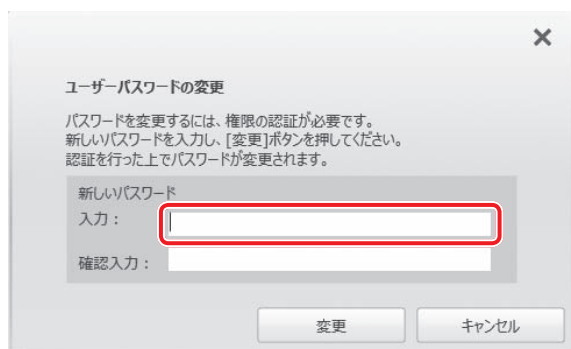 ユーザーパスワードの変更
パスワードを変更するには、権限の認証が必要です。
新しいパスワードを入力し、[変更]ボタンを押してください。
認証を行った上でパスワードが変更されます。
新しいパスワード
入力：
確認入力：
変更
キャンセル